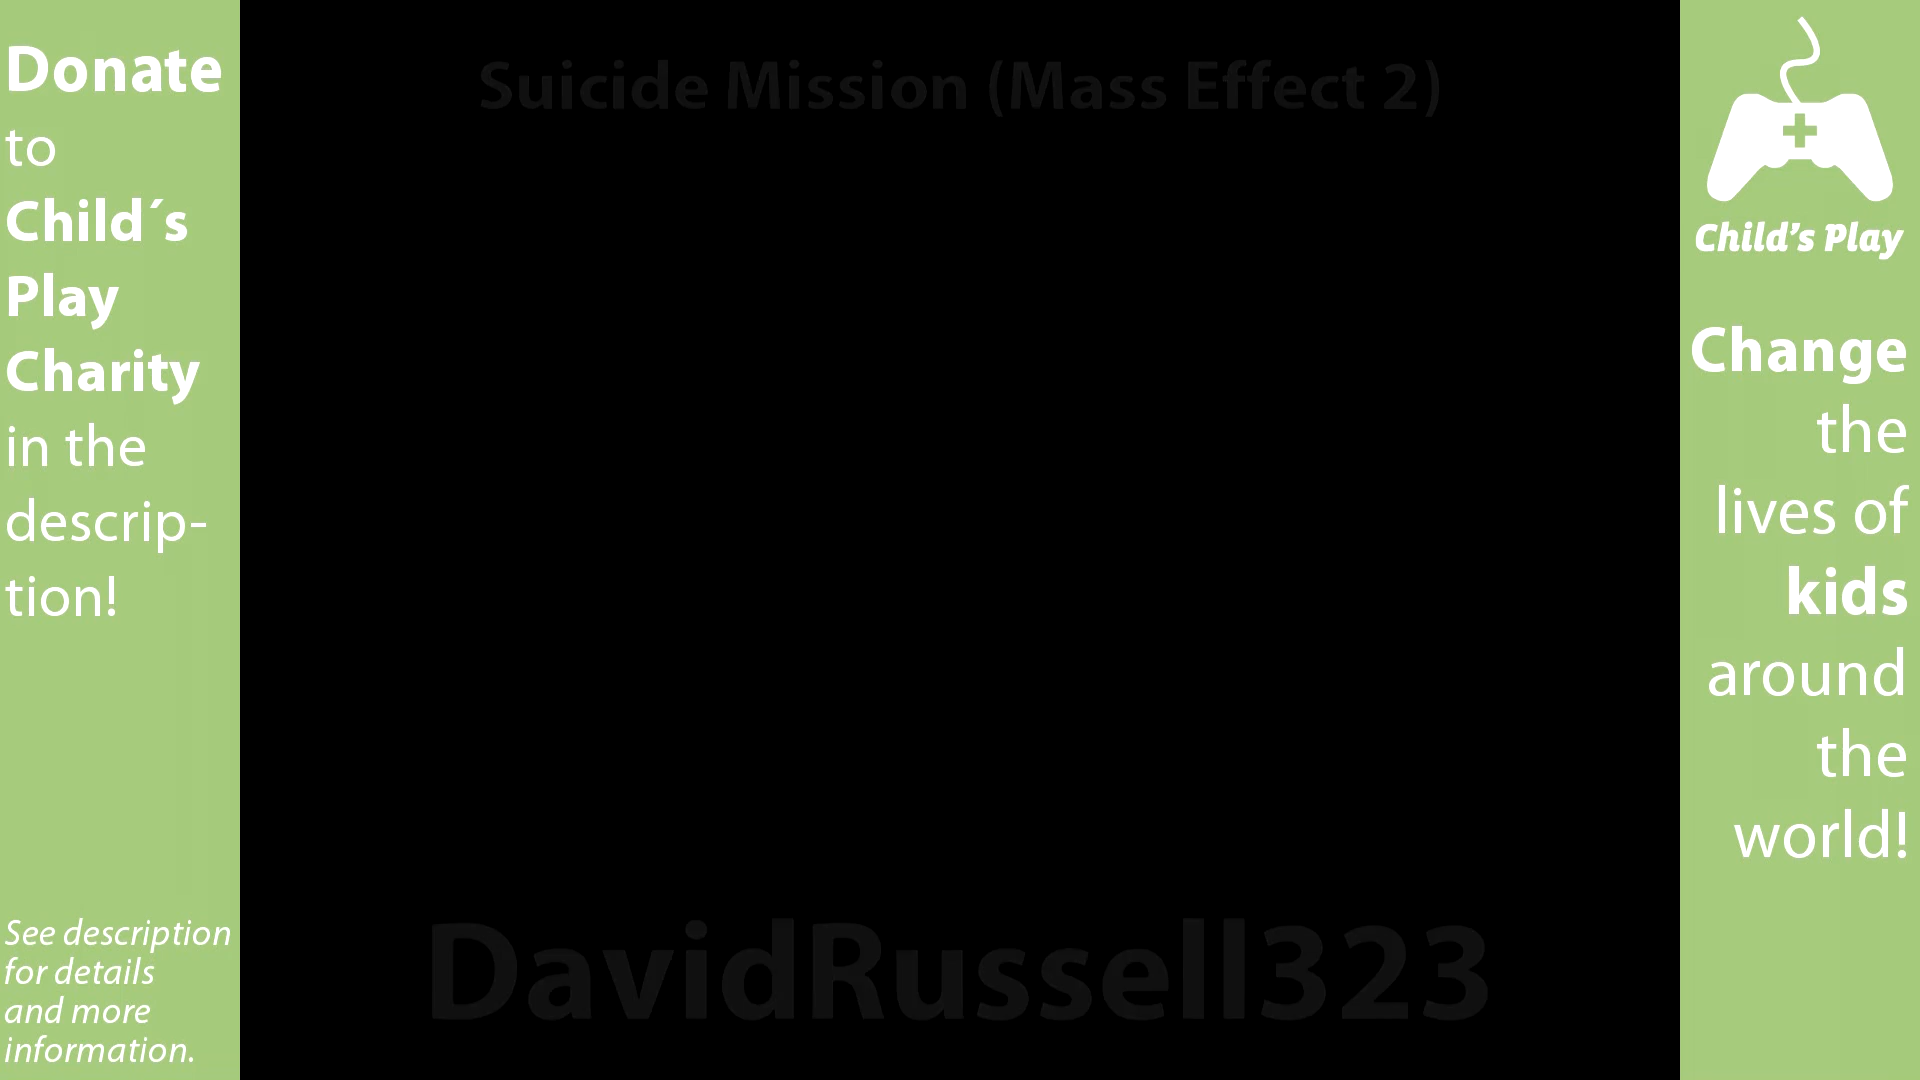 Donate
to
Child´s
Play
Charity
in the
descrip-
tion!
See description
for details
and more
information.
Suicide Mission (Mass Effect 2)
DavidRussell323
Child's Play
Change
the
lives of
kids
around
the
world!